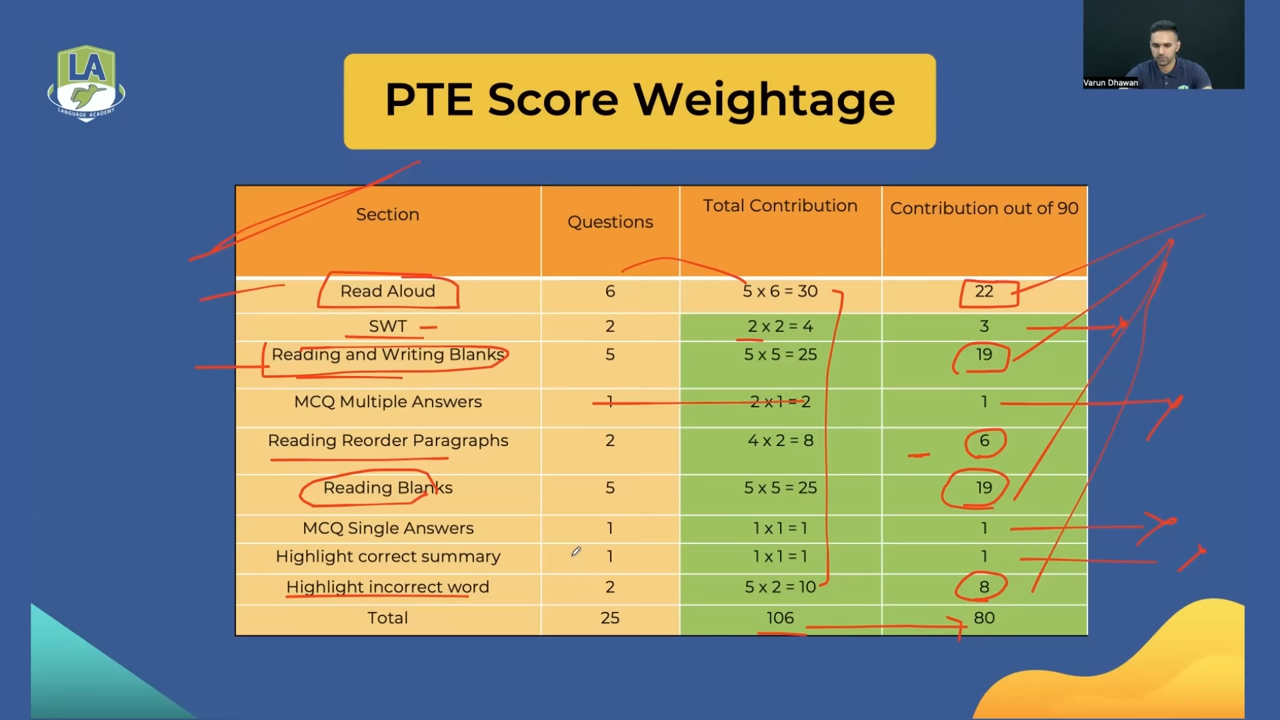 LA
LANGUAGE ACADEMY
PTE Score Weightage
Varun Dhawan
Section Questions Total Contribution Contribution out of 90
Read Aloud 6 5 x 6 = 30 22
SWT 2 2 x 2 = 4 3
Reading and Writing Blanks 5 5 x 5 = 25 19
MCQ Multiple Answers 1 2 x 1 = 2 1
Reading Reorder Paragraphs 2 4 x 2 = 8 6
Reading Blanks 5 5 x 5 = 25 19
MCQ Single Answers 1 1 x 1 = 1 1
Highlight correct summary 1 1 x 1 = 1 1
Highlight incorrect word 2 5 x 2 = 10 8
Total 25 106 80